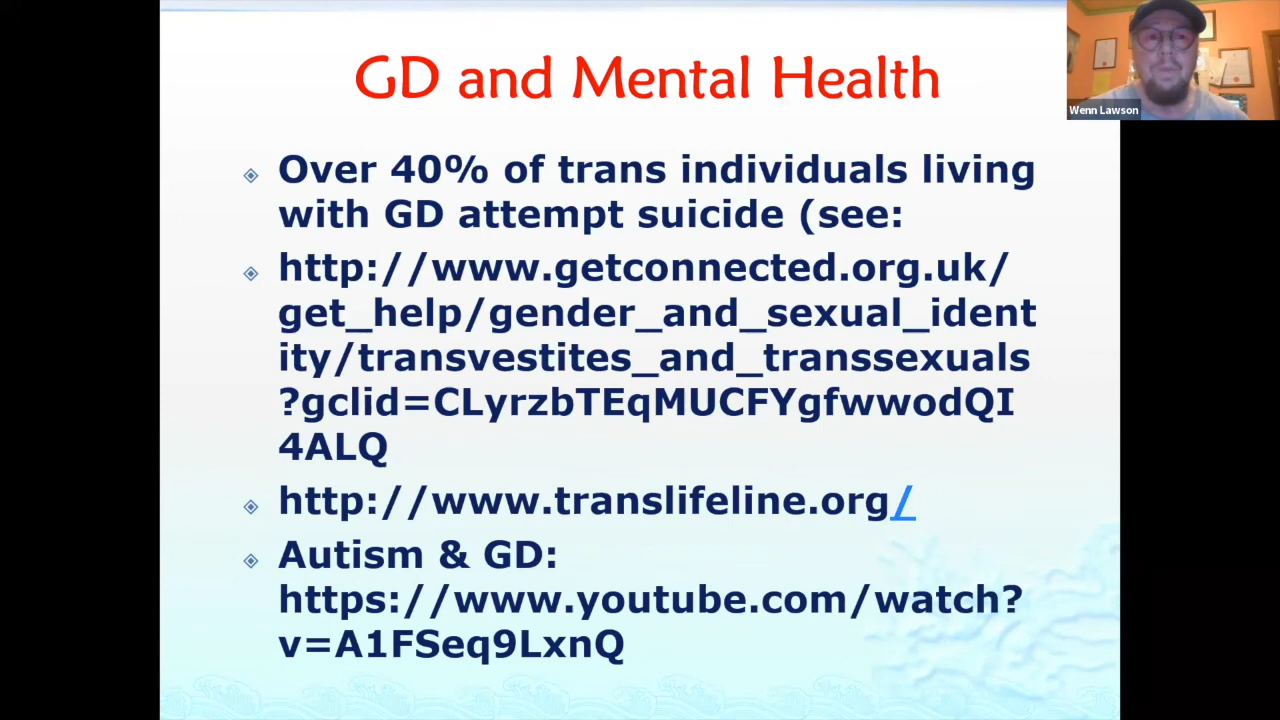 GD and Mental Health
Wenn Lawson
Over 40% of trans individuals living
with GD attempt suicide (see:
http://www.getconnected.org.uk/
get_help/gender_and_sexual_ident
ity/transvestites_and_transsexuals
?gclid=CLyrzbTEqMUCFYgfwwodQI
4ALQ
http://www.translifeline.org/
Autism & GD:
https://www.youtube.com/watch?
v=A1FSeq9LxnQ